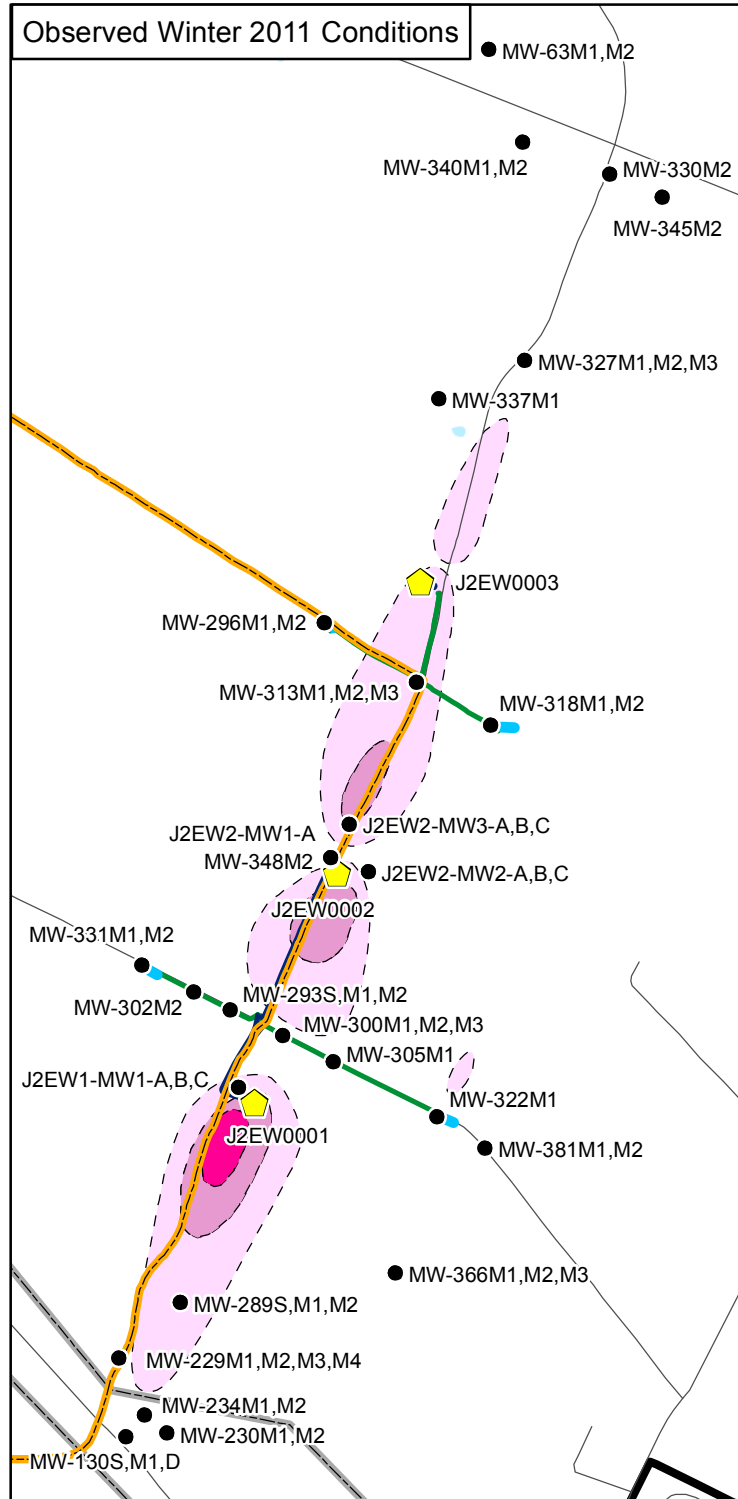 Observed Winter 2011 Conditions
MW-63M1,M2
MW-340M1,M2
MW-330M2
MW-345M2
MW-327M1,M2,M3
MW-337M1
J2EW0003
MW-296M1,M2
MW-313M1,M2,M3
MW-318M1,M2
J2EW2-MW3-A,B,C
J2EW2-MW1-A
MW-348M2
J2EW2-MW2-A,B,C
J2EW0002
MW-331M1,M2
MW-293S,M1,M2
MW-302M2
MW-300M1,M2,M3
MW-305M1
J2EW1-MW1-A,B,C
MW-322M1
J2EW0001
MW-381M1,M2
MW-366M1,M2,M3
MW-289S,M1,M2
MW-229M1,M2,M3,M4
MW-234M1,M2
MW-230M1,M2
MW-130S,M1,D